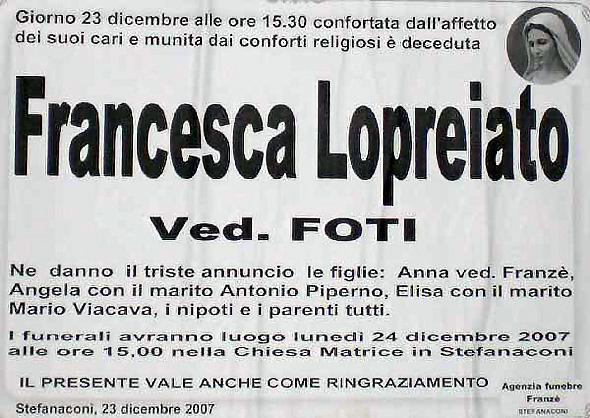 Giorno 23 dicembre alle ore 15.30 confortata dall'affetto
dei suoi cari e munita dai conforti religiosi è deceduta
Francesca Lopreiato
Ved. FOTI
Ne danno il triste annuncio le figlie: Anna ved. Franzè,
Angela con il marito Antonio Piperno, Elisa con il marito
Mario Viacava, i nipoti e i parenti tutti.
I funerali avranno luogo lunedì 24 dicembre 2007
alle ore 15,00 nella Chiesa Matrice in Stefanaconi
IL PRESENTE VALE ANCHE COME RINGRAZIAMENTO
Agenzia funebre
Franzè
STEFANACONI
Stefanaconi, 23 dicembre 2007